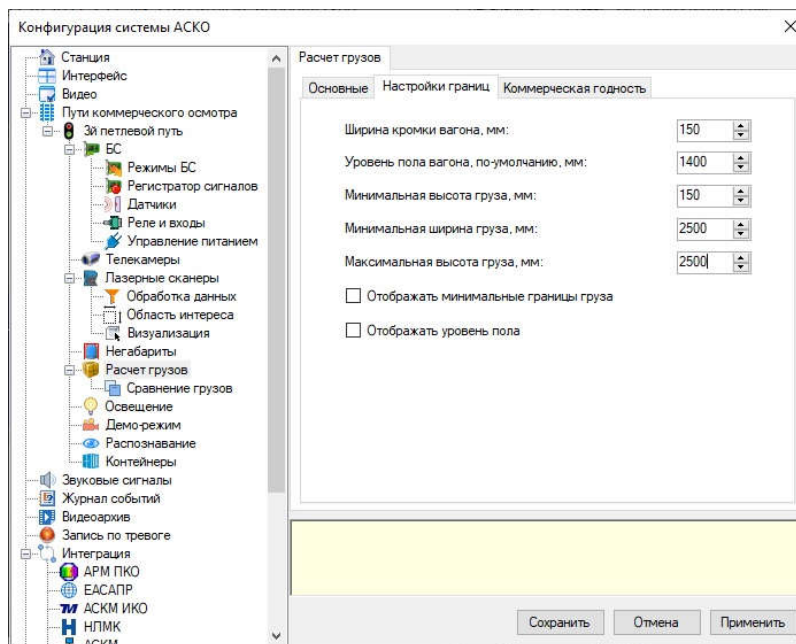 Конфигурация системы АСКО
Станция
Интерфейс
Видео
Пути коммерческого осмотра
3й петлевой путь
БС
Режимы БС
Регистратор сигналов
Датчики
Реле и входы
Управление питанием
Телекамеры
Лазерные сканеры
Обработка данных
Область интереса
Визуализация
Негабариты
Расчет грузов
Сравнение грузов
Освещение
Демо-режим
Распознавание
Контейнеры
Звуковые сигналы
Журнал событий
Видеоархив
Запись по тревоге
Интеграция
АРМ ПКО
ЕАСАПР
АСКМ ИКО
НЛМК
АСКМ
Расчет грузов
Основные Настройки границ Коммерческая годность
Ширина кромки вагона, мм: 150
Уровень пола вагона, по-умолчанию, мм: 1400
Минимальная высота груза, мм: 150
Минимальная ширина груза, мм: 2500
Максимальная высота груза, мм: 2500
Отображать минимальные границы груза
Отображать уровень пола
Сохранить Отмена Применить